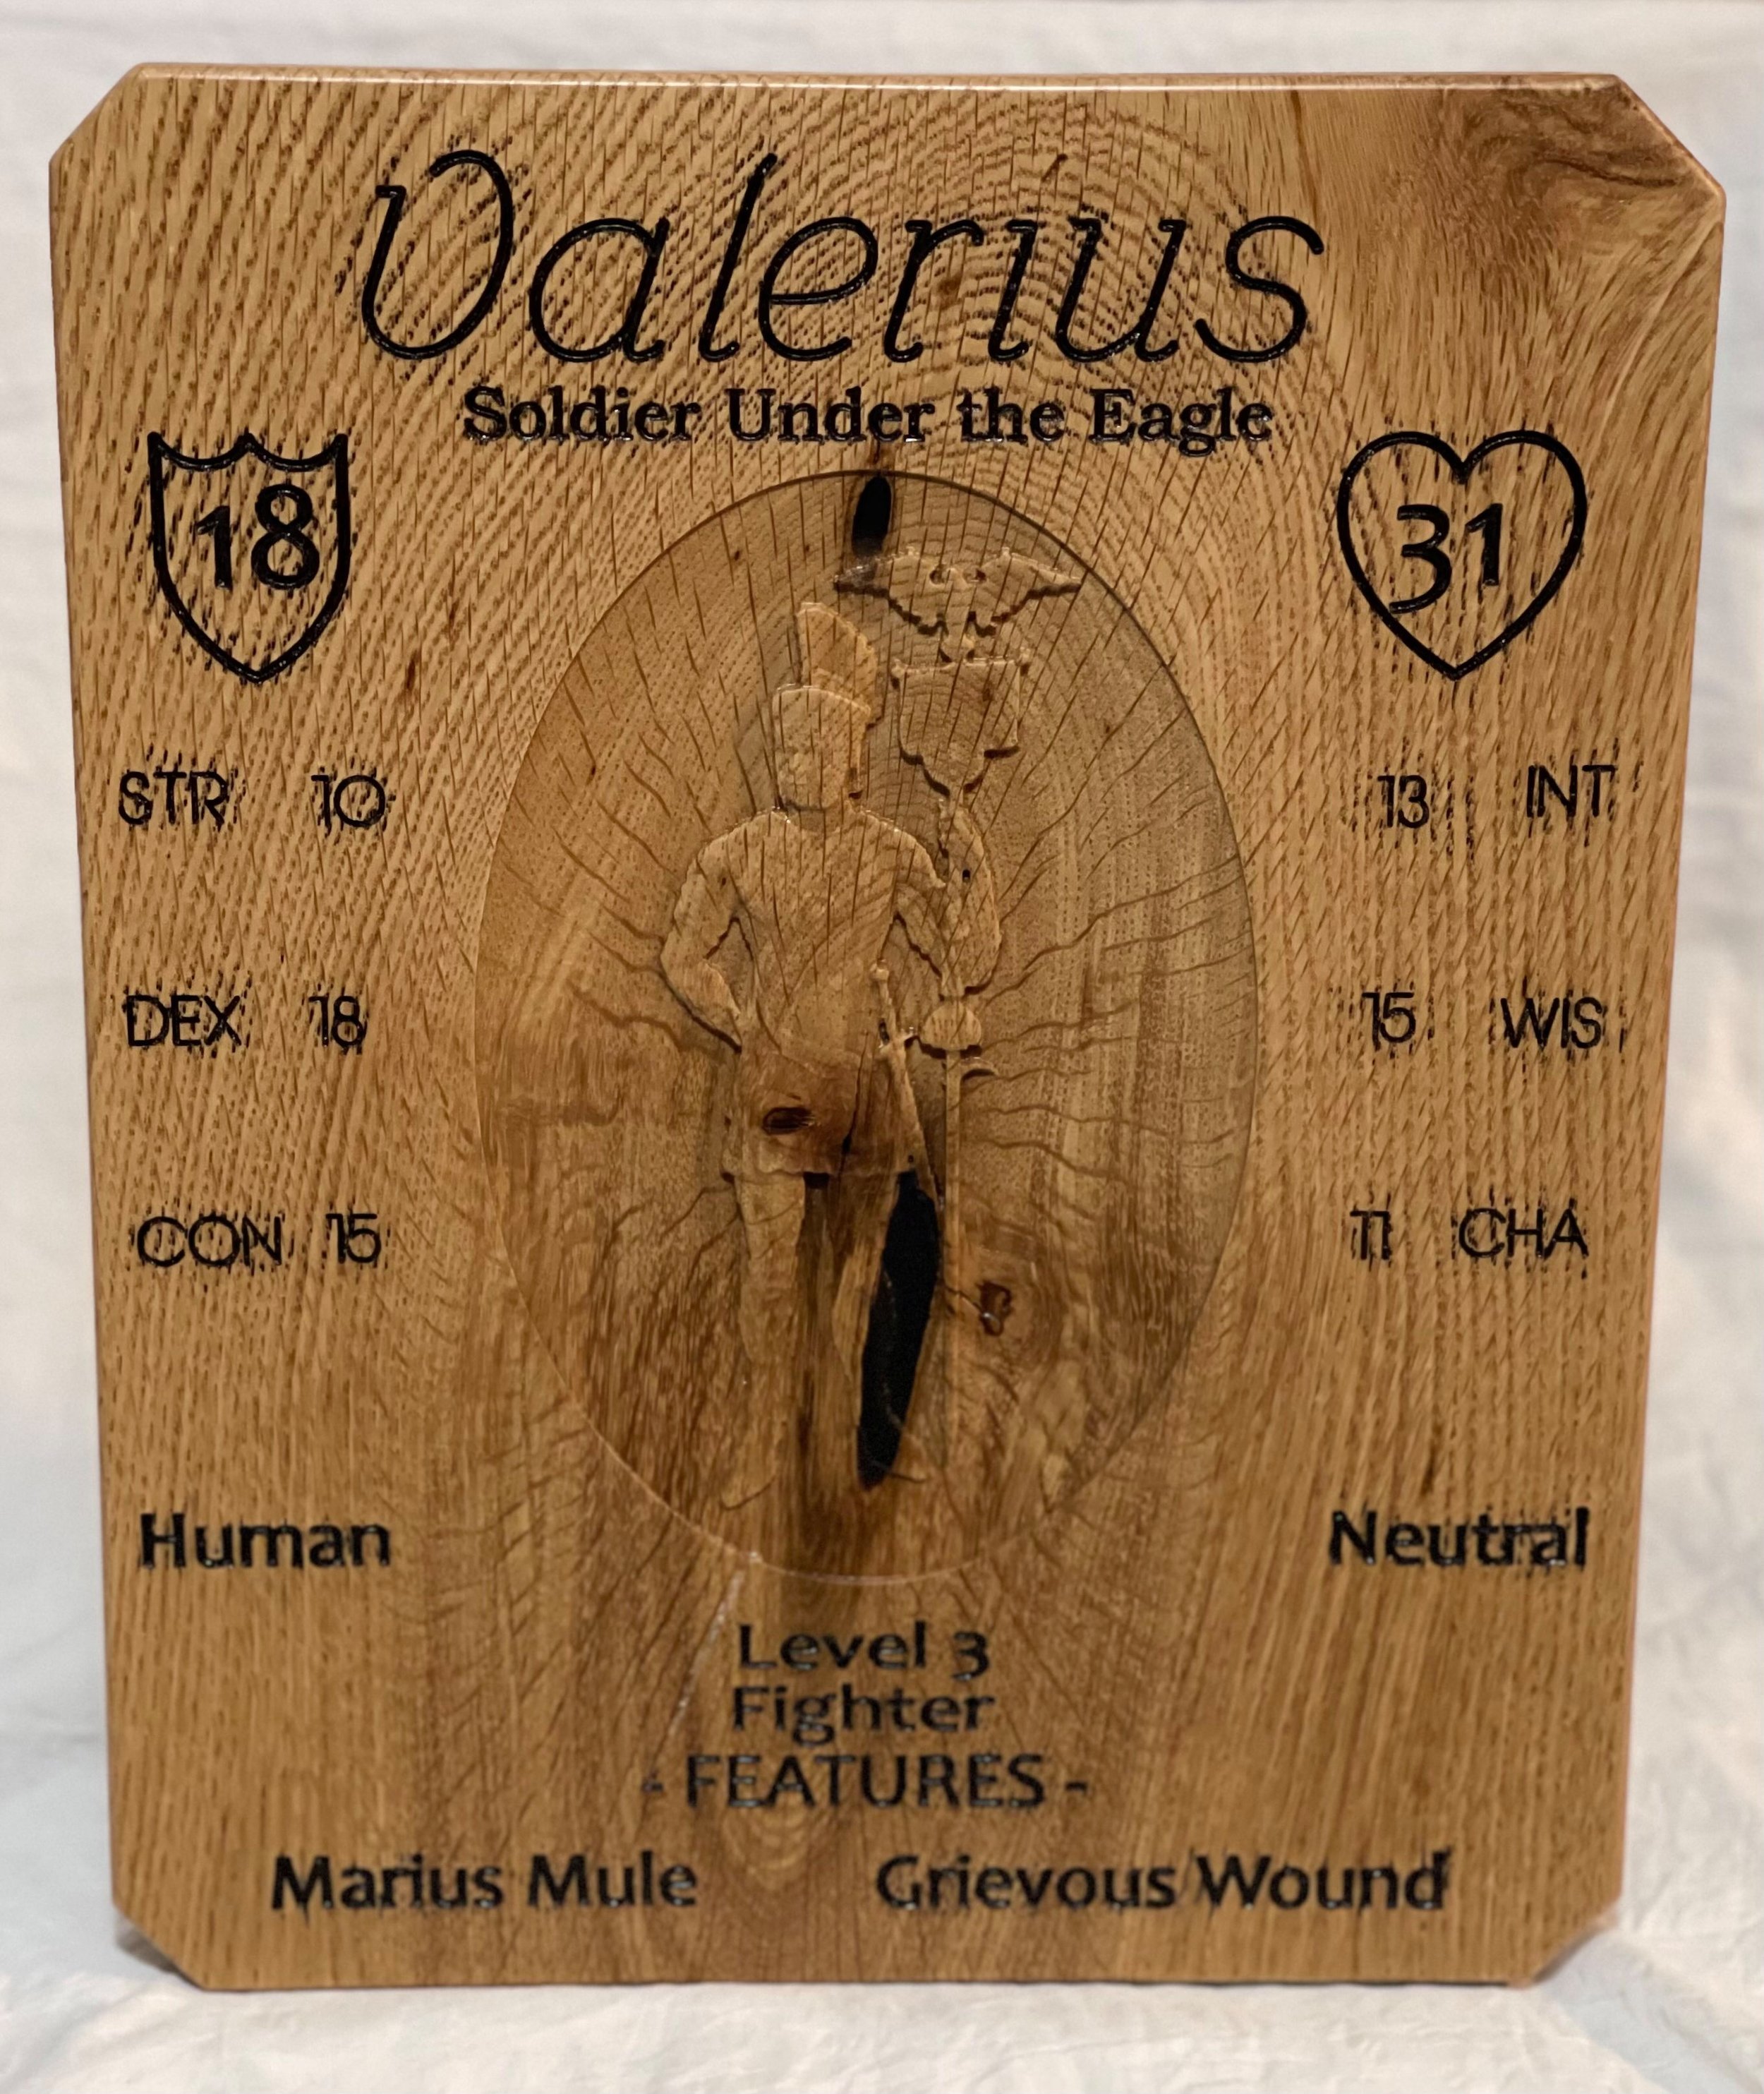 Valerius
Soldier Under the Eagle
18 31
STR 10 13 INT
DEX 18 15 WIS
CON 15 11 CHA
Human Neutral
Level 3
Fighter
- FEATURES -
Marius Mule Grievous Wound